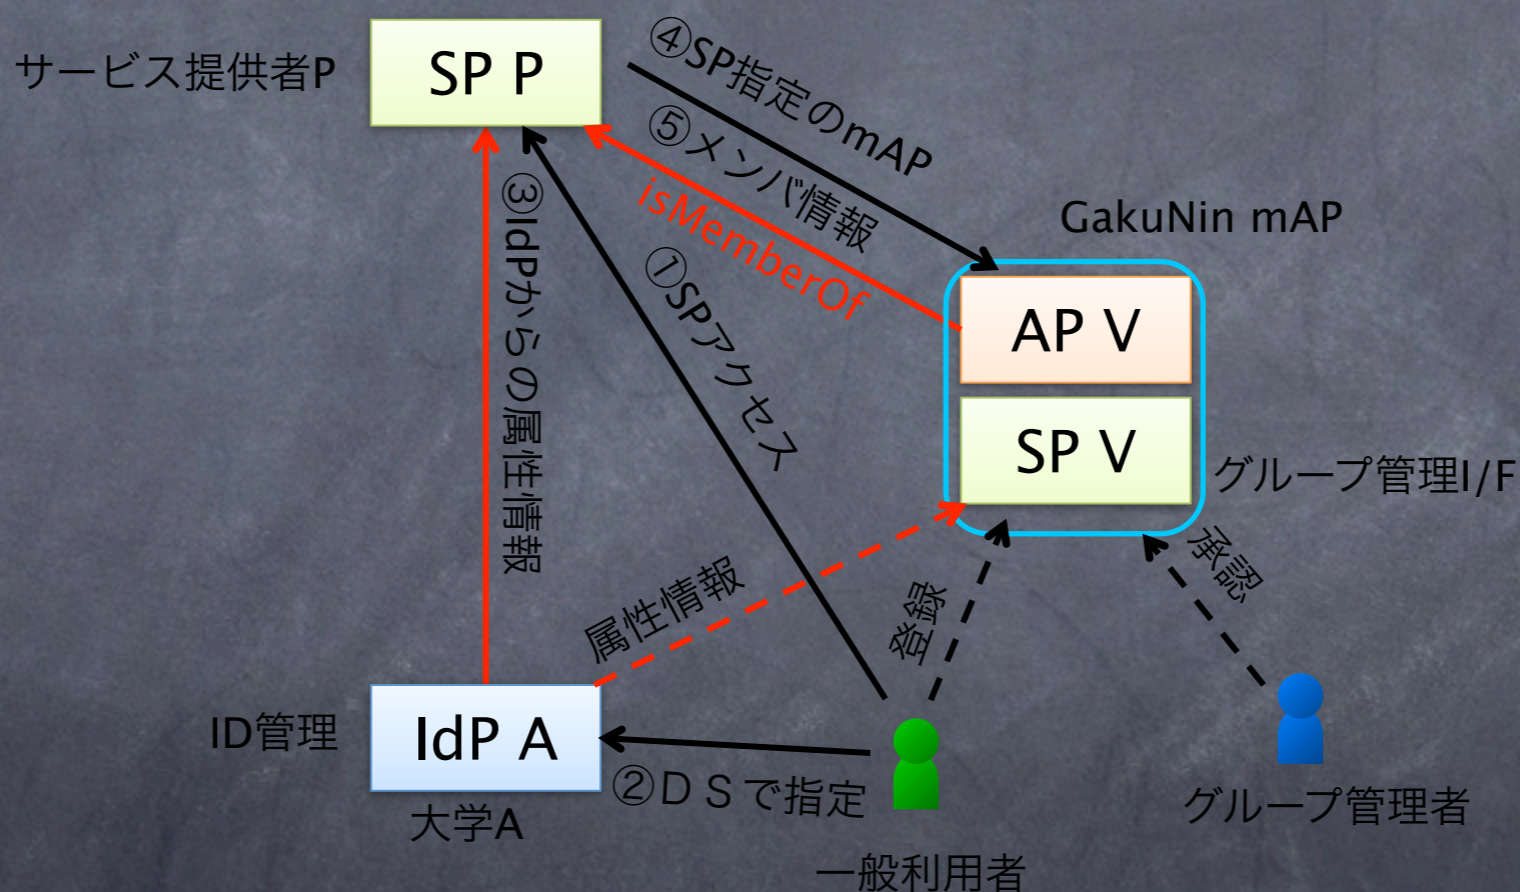 サービス提供者P
SP P
④SP指定のmAP
⑤メンバ情報
isMemberOf
GakuNin mAP
AP V
SP V
グループ管理I/F
①SPアクセス
③IdPからの属性情報
属性情報
登録
承認
ID管理
IdP A
大学A
②ＤＳで指定
一般利用者
グループ管理者